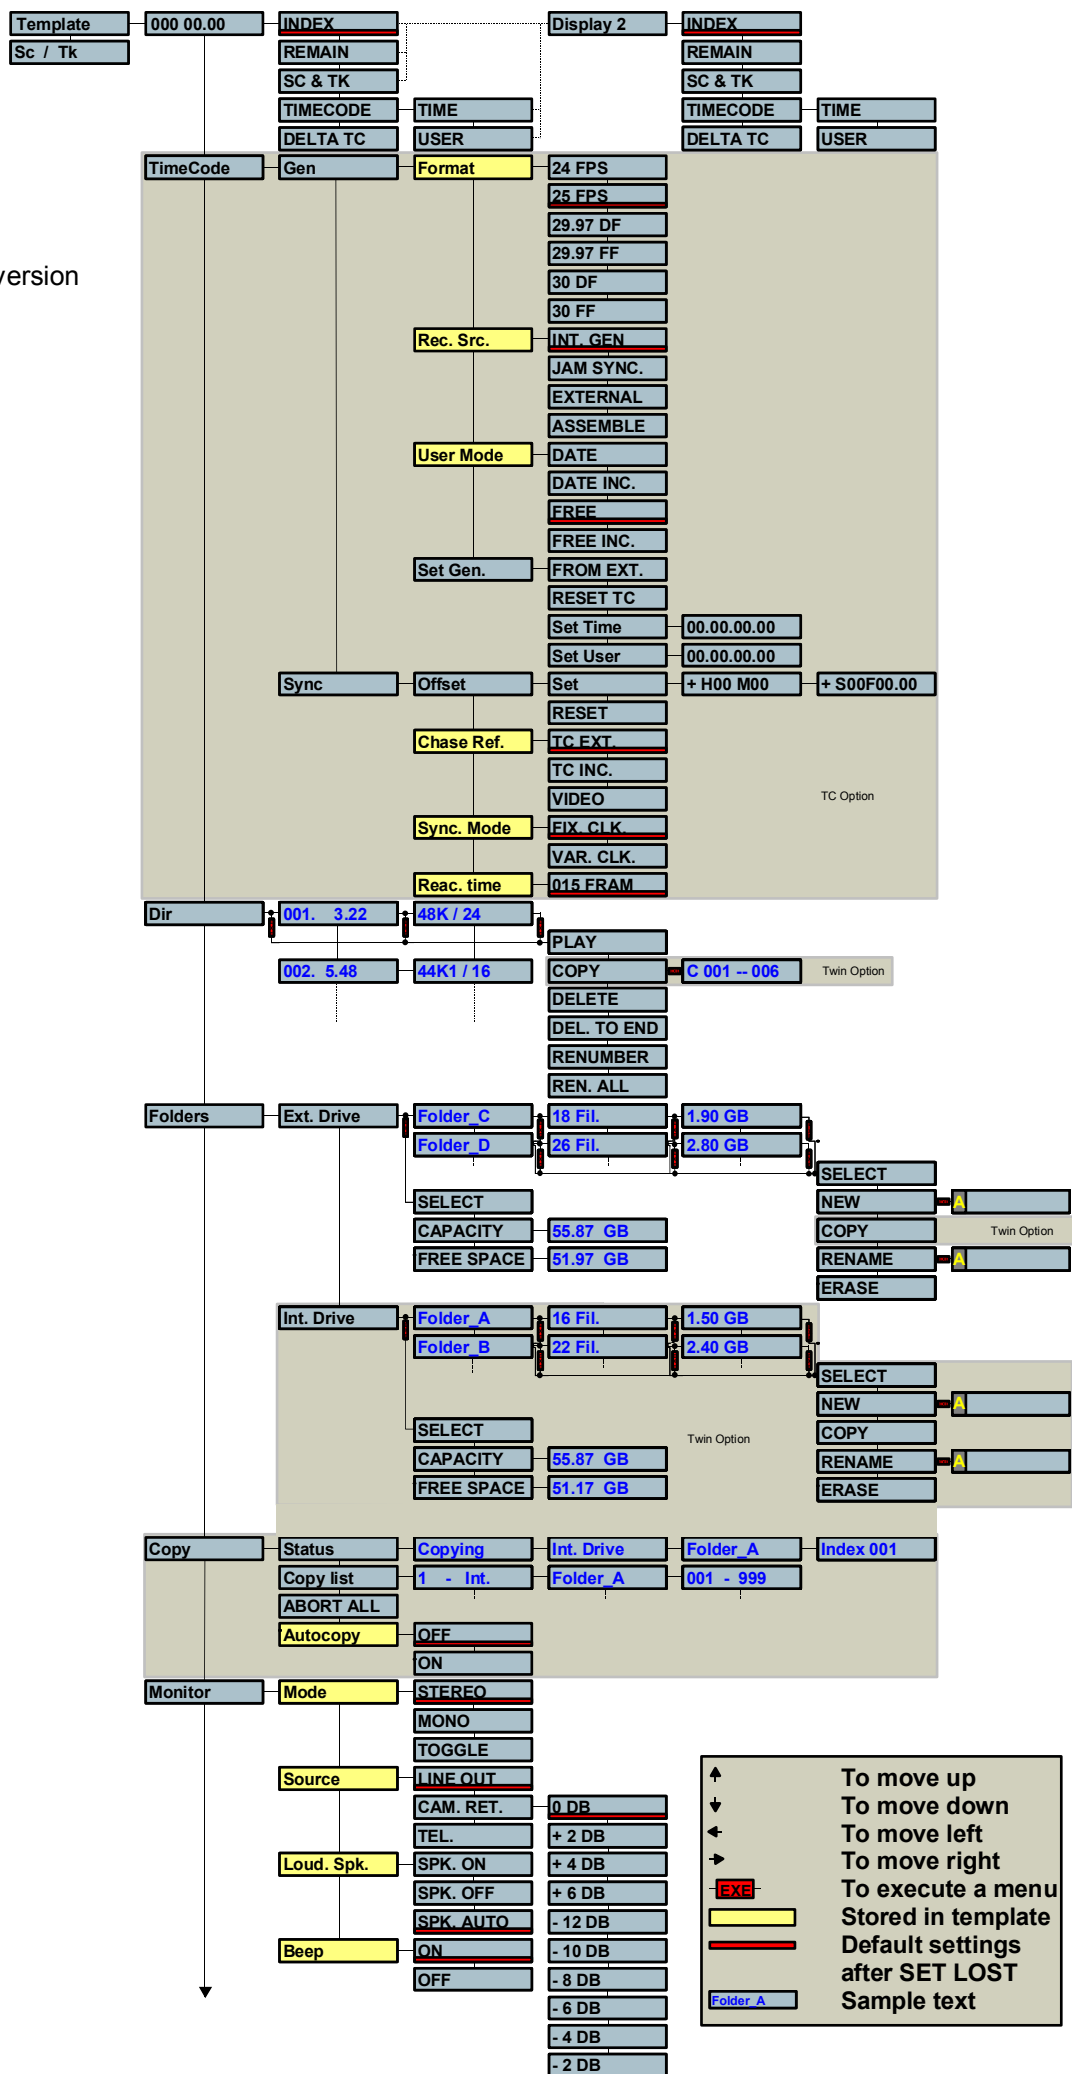 Template 000 00.00 INDEX Display 2 INDEX
Sc / Tk REMAIN REMAIN
SC & TK SC & TK
TIMECODE TIME TIMECODE TIME
DELTA TC USER DELTA TC USER
TimeCode Gen Format 24 FPS
25 FPS
29.97 DF
29.97 FF
version
30 DF
30 FF
Rec. Src. INT. GEN
JAM SYNC.
EXTERNAL
ASSEMBLE
User Mode DATE
DATE INC.
FREE
FREE INC.
Set Gen. FROM EXT.
RESET TC
Set Time 00.00.00.00
Set User 00.00.00.00
Sync Offset Set + H00 M00 + S00F00.00
RESET
Chase Ref. TC EXT.
TC INC.
VIDEO TC Option
Sync. Mode FIX. CLK.
VAR. CLK.
Reac. time 015 FRAM
Dir 001. 3.22 48K / 24
PLAY
002. 5.48 44K1 / 16 COPY C 001 -- 006 Twin Option
DELETE
DEL. TO END
RENUMBER
REN. ALL
Folders Ext. Drive Folder_C 18 Fil. 1.90 GB
Folder_D 26 Fil. 2.80 GB
SELECT
SELECT NEW A
CAPACITY 55.87 GB COPY Twin Option
FREE SPACE 51.97 GB RENAME A
ERASE
Int. Drive Folder_A 16 Fil. 1.50 GB
Folder_B 22 Fil. 2.40 GB
SELECT
NEW A
SELECT Twin Option COPY
CAPACITY 55.87 GB RENAME A
FREE SPACE 51.17 GB ERASE
Copy Status Copying Int. Drive Folder_A Index 001
Copy list 1 - Int. Folder_A 001 - 999
ABORT ALL
Autocopy OFF
ON
Monitor Mode STEREO
MONO
TOGGLE
Source LINE OUT
CAM. RET. 0 DB
TEL. + 2 DB
Loud. Spk. SPK. ON + 4 DB
SPK. OFF + 6 DB
SPK. AUTO - 12 DB
Beep ON - 10 DB
OFF - 8 DB
- 6 DB
- 4 DB
- 2 DB
To move up
To move down
To move left
To move right
EXE To execute a menu
Stored in template
Default settings
after SET LOST
Folder_A Sample text